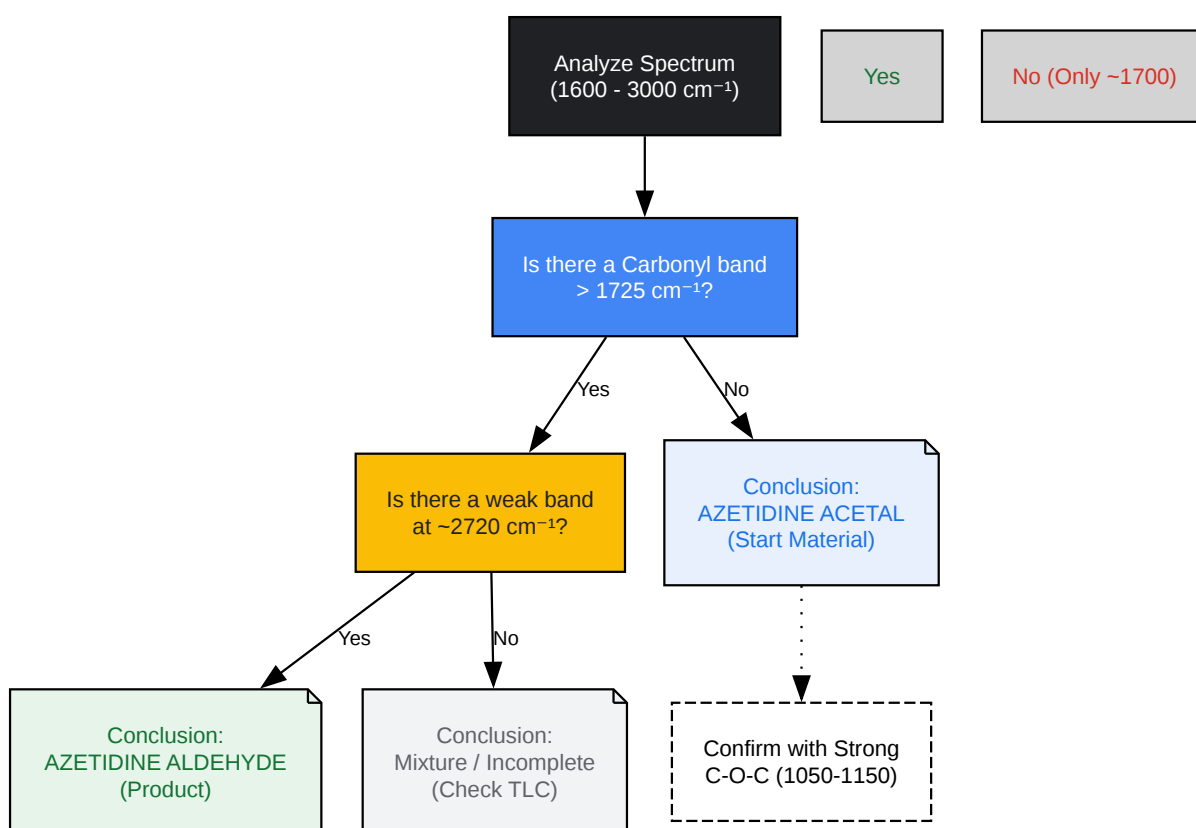 Analyze Spectrum
(1600 - 3000 cm⁻¹)
Yes
No (Only ~1700)
Is there a Carbonyl band
> 1725 cm⁻¹?
Yes
No
Is there a weak band
at ~2720 cm⁻¹?
Conclusion:
AZETIDINE ACETAL
(Start Material)
Yes
No
Conclusion:
AZETIDINE ALDEHYDE
(Product)
Conclusion:
Mixture / Incomplete
(Check TLC)
Confirm with Strong
C-O-C (1050-1150)